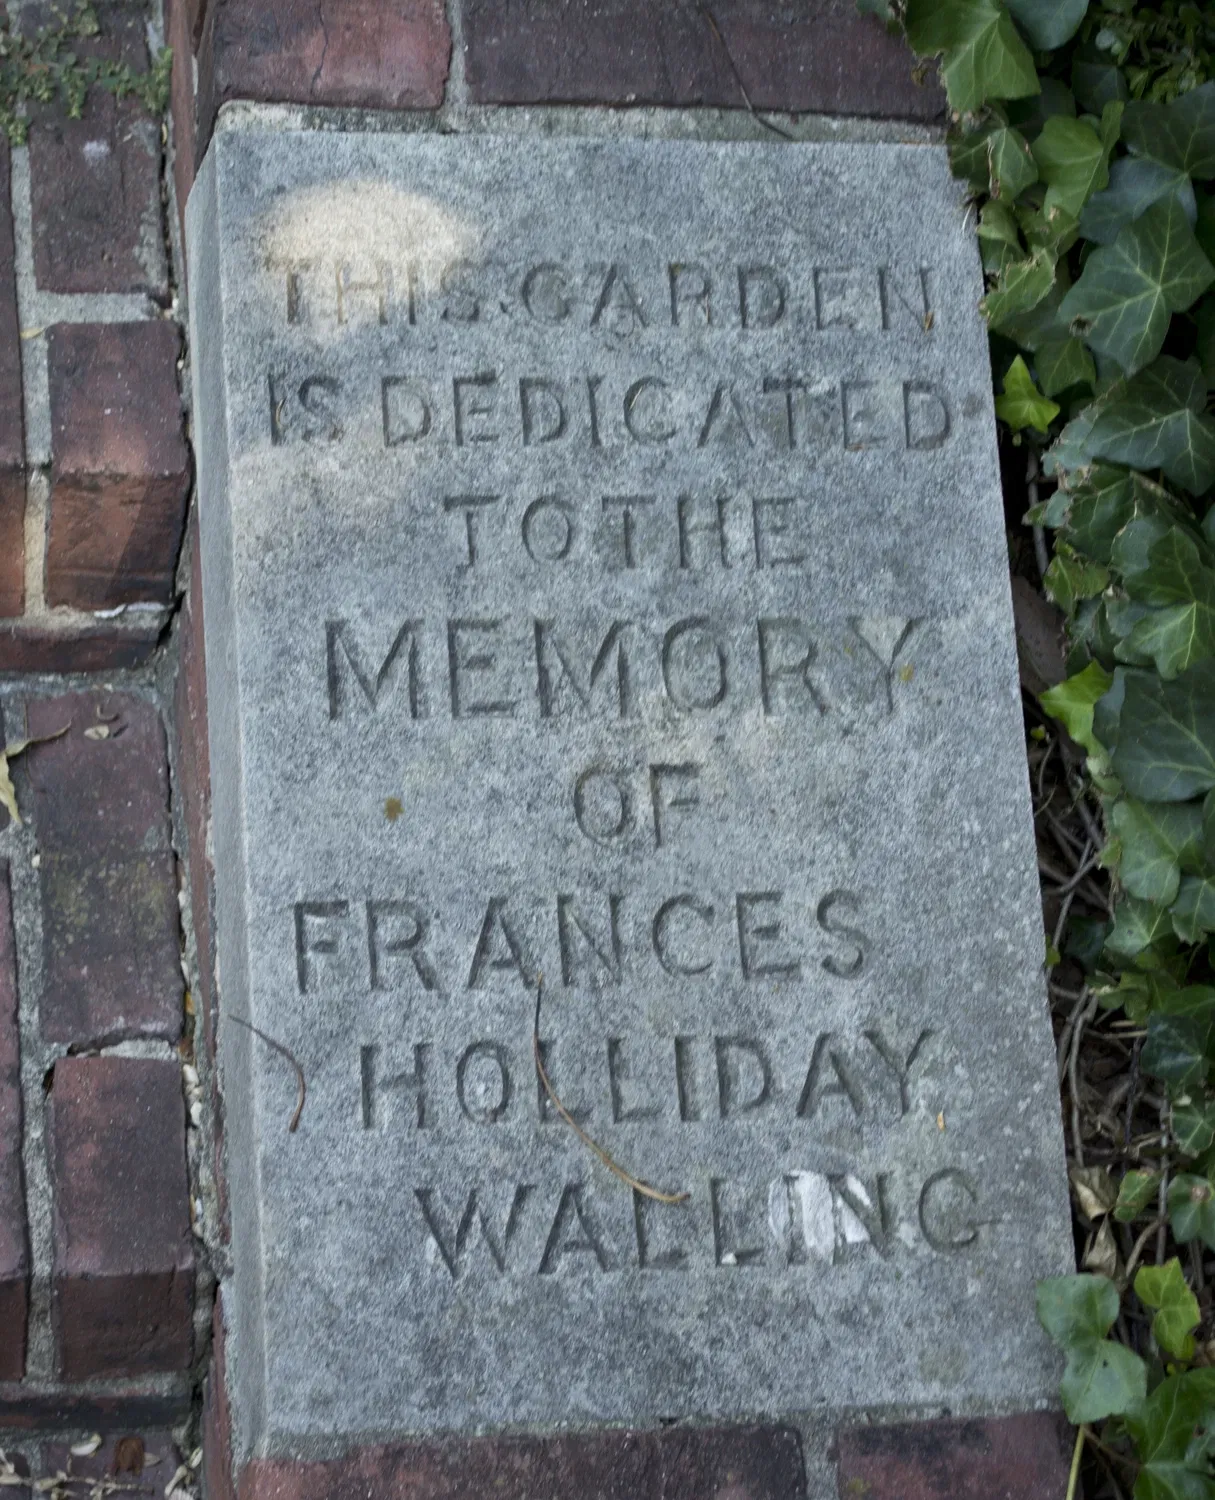 THIS GARDEN
IS DEDICATED
TO THE
MEMORY
OF
FRANCES
HOLLIDAY
WALLING